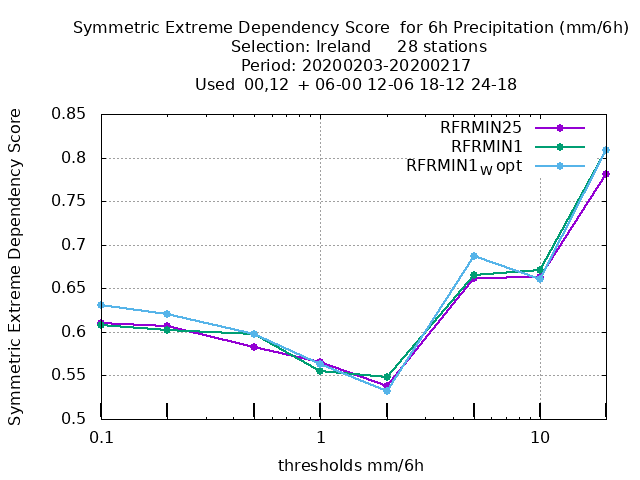 Symmetric Extreme Dependency Score for 6h Precipitation (mm/6h)
Selection: Ireland 28 stations
Period: 20200203-20200217
Used 00,12 + 06-00 12-06 18-12 24-18
Symmetric Extreme Dependency Score
0.85
0.8
0.75
0.7
0.65
0.6
0.55
0.5
RFRMIN25
RFRMIN1
RFRMIN1W opt
0.1
1
10
thresholds mm/6h